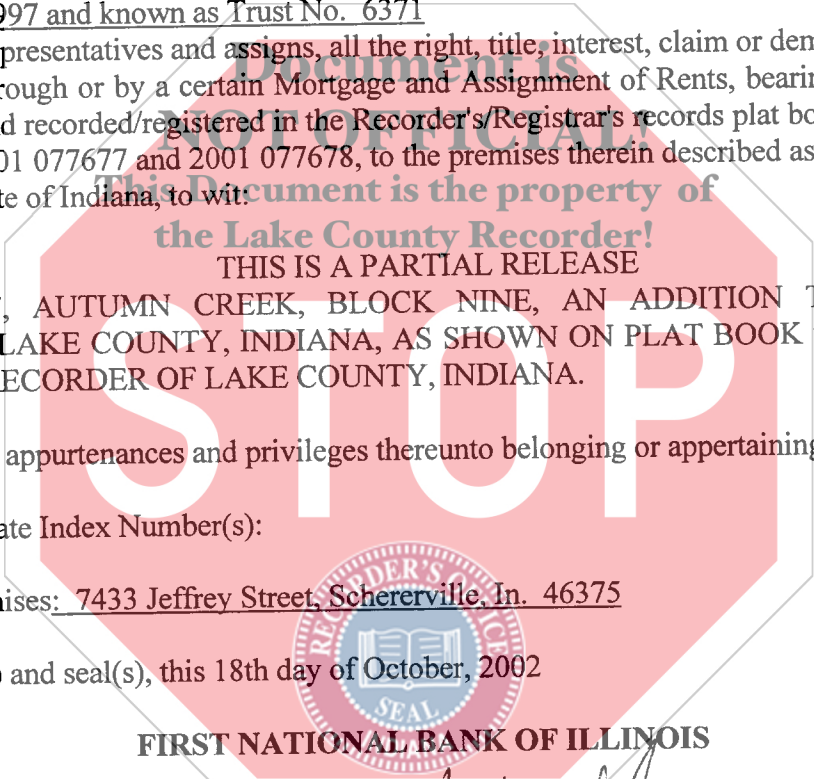 997 and known as Trust No. 6371
presentatives and assigns, all the right, title, interest, claim or dem
Document is
rough or by a certain Mortgage and Assignment of Rents, bearin
NOT OFFICIAL!
d recorded/registered in the Recorder's/Registrar's records plat bo
01 077677 and 2001 077678, to the premises therein described as
This Document is the property of
te of Indiana, to wit:
the Lake County Recorder!
THIS IS A PARTIAL RELEASE
, AUTUMN CREEK, BLOCK NINE, AN ADDITION T
LAKE COUNTY, INDIANA, AS SHOWN ON PLAT BOOK
ECORDER OF LAKE COUNTY, INDIANA.
STOP
appurtenances and privileges thereunto belonging or appertaining
ate Index Number(s):
RECORDER'S OFFICE
ises: 7433 Jeffrey Street, Schererville, In. 46375
and seal(s), this 18th day of October, 2002
SEAL
INDIANA
FIRST NATIONAL BANK OF ILLINOIS